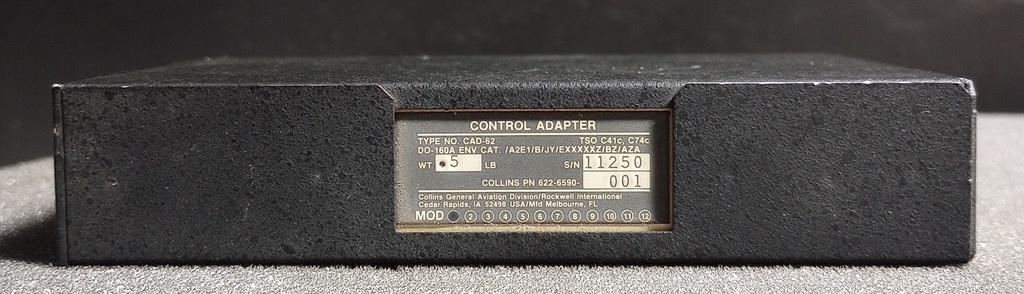 CONTROL ADAPTER
TYPE NO. CAD-62 TSO C41c, C74c
DO-160A ENV CAT. /A2E1/B/JY/EXXXXXZ/BZ/AZA
WT .5 LB S/N 11250
COLLINS PN 622-6590- 001
Collins General Aviation Division/Rockwell International
Cedar Rapids, IA 52498 USA/Mfd Melbourne, FL
MOD 2 3 4 5 6 7 8 9 10 11 12